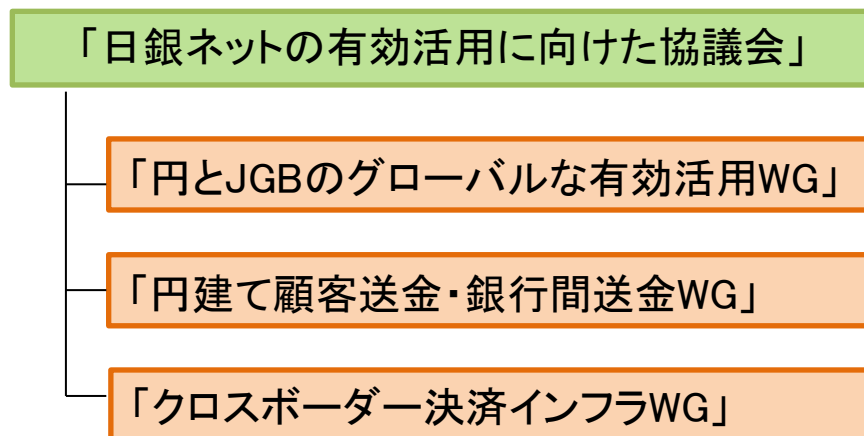 「日銀ネットの有効活用に向けた協議会」
「円とJGBのグローバルな有効活用WG」
「円建て顧客送金・銀行間送金WG」
「クロスボーダー決済インフラWG」